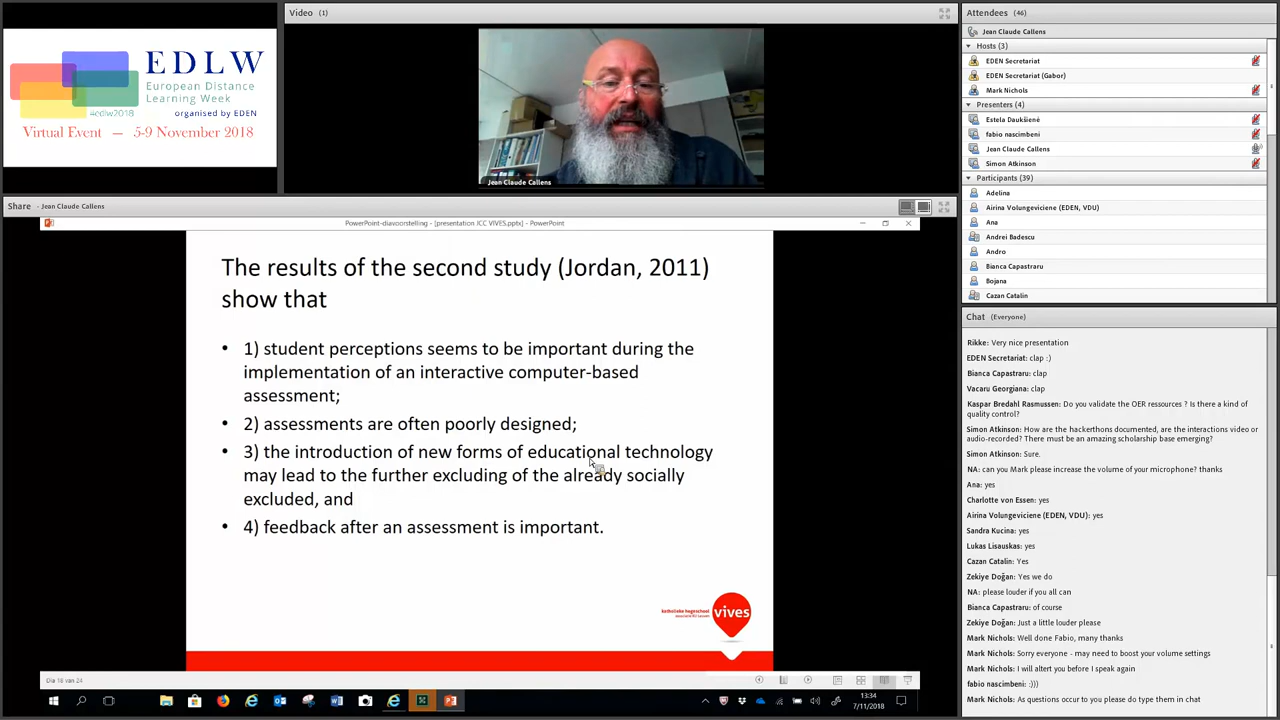 Video (1)
EDLW
European Distance
Learning Week
#edlw2018
organised by EDEN
Virtual Event — 5-9 November 2018
Jean Claude Callens
Share - Jean Claude Callens
PowerPoint-diavoorstelling - [presentation ICC VIVES.pptx] - PowerPoint
The results of the second study (Jordan, 2011)
show that
• 1) student perceptions seems to be important during the
implementation of an interactive computer-based
assessment;
• 2) assessments are often poorly designed;
• 3) the introduction of new forms of educational technology
may lead to the further excluding of the already socially
excluded, and
• 4) feedback after an assessment is important.
katholieke hogeschool
associatie KU Leuven
vives
Dia 18 van 24
13:34
7/11/2018
Attendees (46)
Jean Claude Callens
Hosts (3)
EDEN Secretariat
EDEN Secretariat (Gabor)
Mark Nichols
Presenters (4)
Estela Daukšienė
fabio nascimbeni
Jean Claude Callens
Simon Atkinson
Participants (39)
Adelina
Airina Volungeviciene (EDEN, VDU)
Ana
Andrei Badescu
Andro
Bianca Capastraru
Bojana
Cazan Catalin
Chat (Everyone)
Rikke: Very nice presentation
EDEN Secretariat: clap :)
Bianca Capastraru: clap
Vacaru Georgiana: clap
Kaspar Bredahl Rasmussen: Do you validate the OER ressources ? Is there a kind of
quality control?
Simon Atkinson: How are the hackerthons documented, are the interactions video or
audio-recorded? There must be an amazing scholarship base emerging?
Simon Atkinson: Sure.
NA: can you Mark please increase the volume of your microphone? thanks
Ana: yes
Charlotte von Essen: yes
Airina Volungeviciene (EDEN, VDU): yes
Sandra Kucina: yes
Lukas Lisauskas: yes
Cazan Catalin: Yes
Zekiye Doğan: Yes we do
NA: please louder if you all can
Bianca Capastraru: of course
Zekiye Doğan: Just a little louder please
Mark Nichols: Well done Fabio, many thanks
Mark Nichols: Sorry everyone - may need to boost your volume settings
Mark Nichols: I will altert you before I speak again
fabio nascimbeni: :)))
Mark Nichols: As questions occur to you please do type them in chat